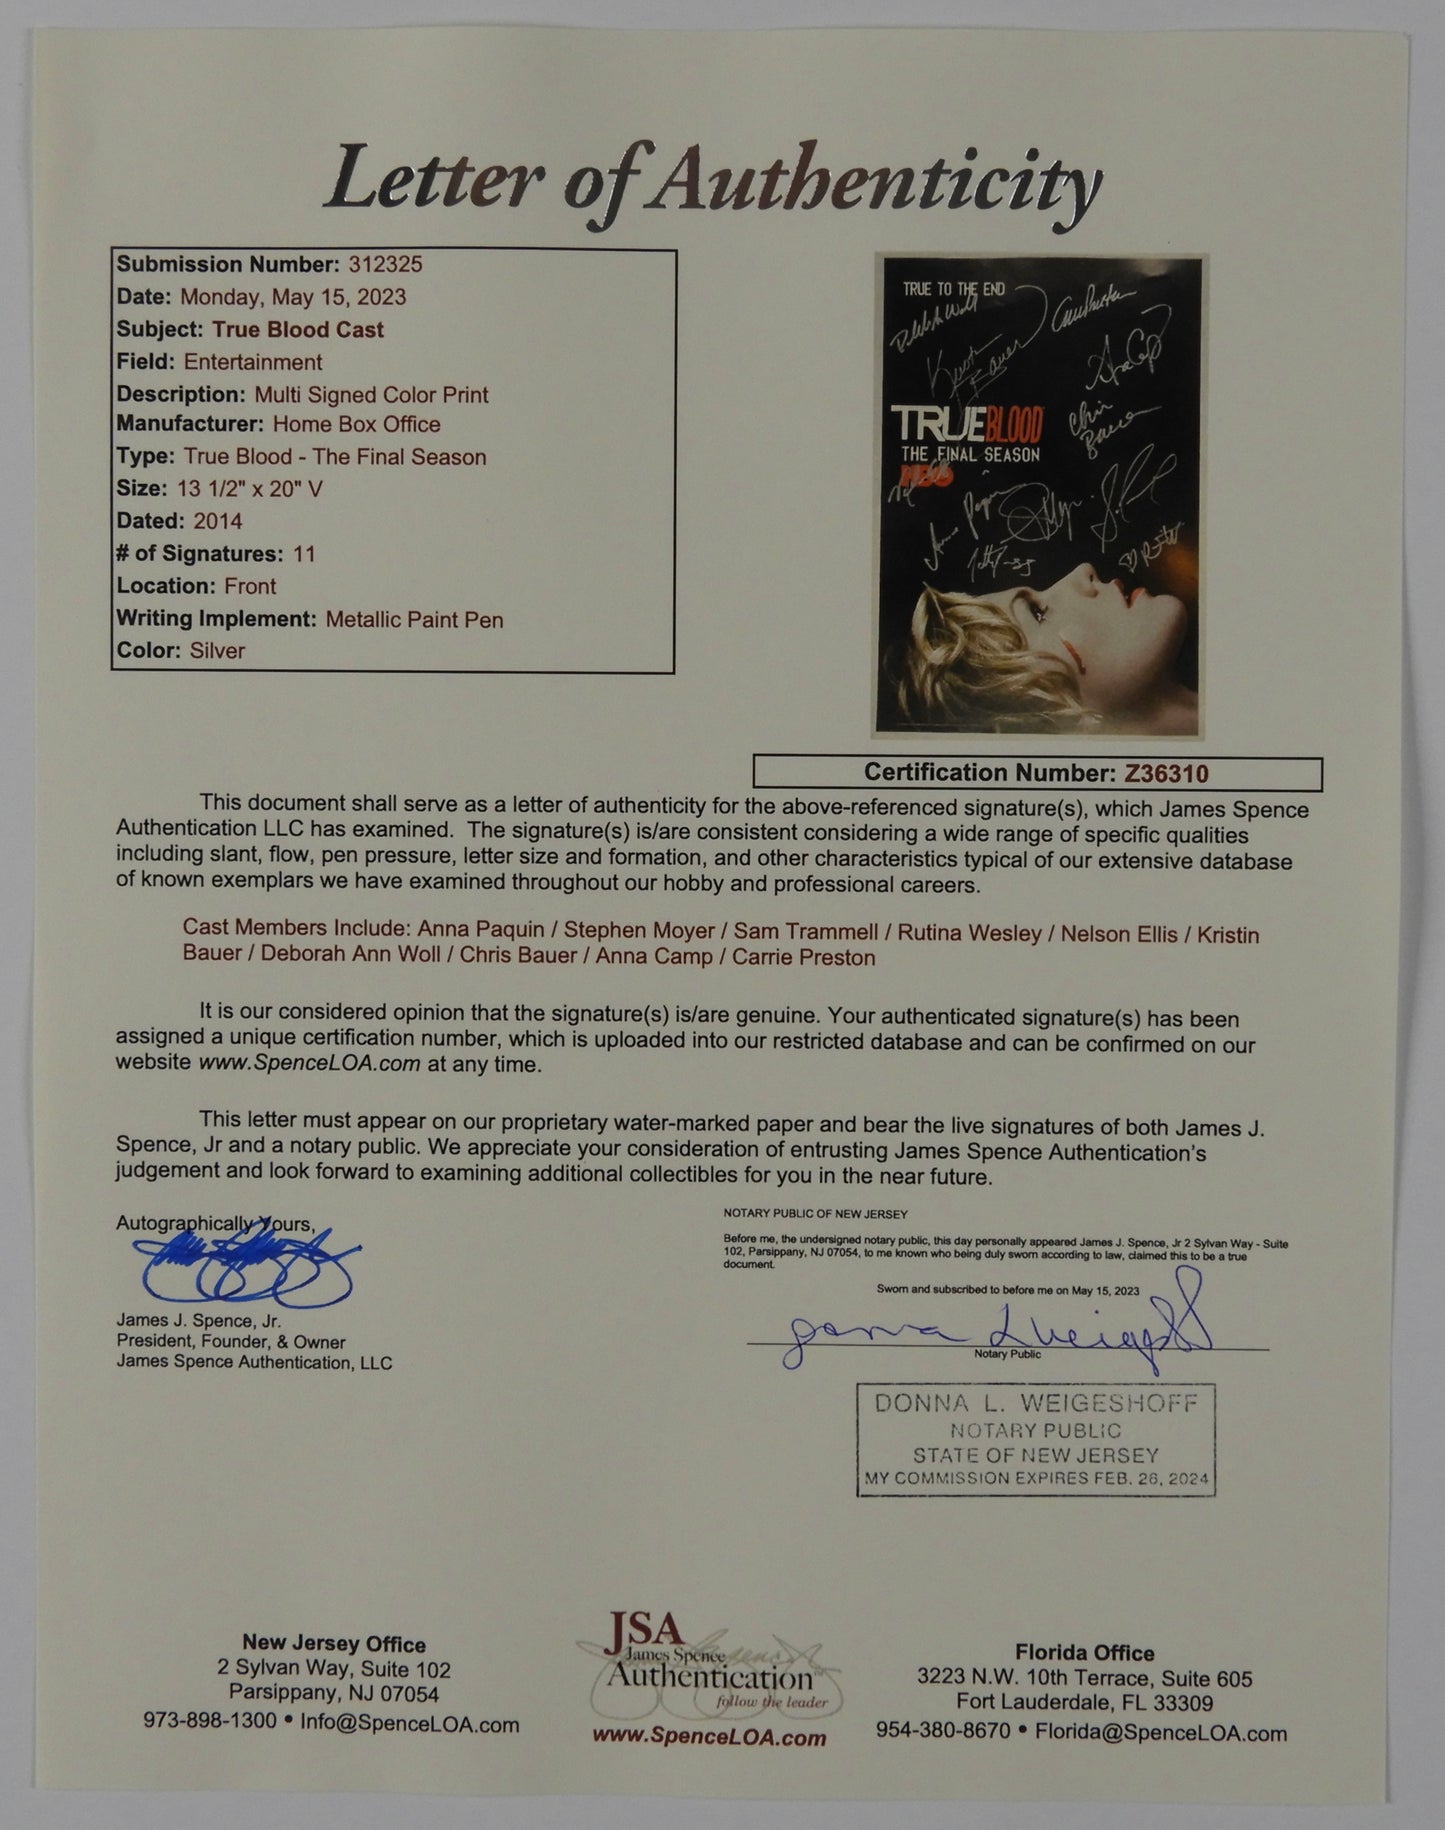 Letter of Authenticity
Submission Number: 312325
Date: Monday, May 15, 2023
Subject: True Blood Cast
Field: Entertainment
Description: Multi Signed Color Print
Manufacturer: Home Box Office
Type: True Blood - The Final Season
Size: 13 1/2" x 20" V
Dated: 2014
# of Signatures: 11
Location: Front
Writing Implement: Metallic Paint Pen
Color: Silver
TRUE TO THE END
Kristin
Bauer
Chris
Bauer
TRUEBLOOD
THE FINAL SEASON
HBO
Anna Paquin
Certification Number: Z36310
This document shall serve as a letter of authenticity for the above-referenced signature(s), which James Spence
Authentication LLC has examined. The signature(s) is/are consistent considering a wide range of specific qualities
including slant, flow, pen pressure, letter size and formation, and other characteristics typical of our extensive database
of known exemplars we have examined throughout our hobby and professional careers.
Cast Members Include: Anna Paquin / Stephen Moyer / Sam Trammell / Rutina Wesley / Nelson Ellis / Kristin
Bauer / Deborah Ann Woll / Chris Bauer / Anna Camp / Carrie Preston
It is our considered opinion that the signature(s) is/are genuine. Your authenticated signature(s) has been
assigned a unique certification number, which is uploaded into our restricted database and can be confirmed on our
website www.SpenceLOA.com at any time.
This letter must appear on our proprietary water-marked paper and bear the live signatures of both James J.
Spence, Jr and a notary public. We appreciate your consideration of entrusting James Spence Authentication's
judgement and look forward to examining additional collectibles for you in the near future.
Autographically Yours,
James J. Spence, Jr.
President, Founder, & Owner
James Spence Authentication, LLC
NOTARY PUBLIC OF NEW JERSEY
Before me, the undersigned notary public, this day personally appeared James J. Spence, Jr 2 Sylvan Way - Suite
102, Parsippany, NJ 07054, to me known who being duly sworn according to law, claimed this to be a true
document.
Sworn and subscribed to before me on May 15, 2023
Notary Public
DONNA L. WEIGESHOFF
NOTARY PUBLIC
STATE OF NEW JERSEY
MY COMMISSION EXPIRES FEB. 26, 2024
New Jersey Office
2 Sylvan Way, Suite 102
Parsippany, NJ 07054
973-898-1300 • Info@SpenceLOA.com
JSA
James Spence
Authentication
follow the leader
www.SpenceLOA.com
Florida Office
3223 N.W. 10th Terrace, Suite 605
Fort Lauderdale, FL 33309
954-380-8670 • Florida@SpenceLOA.com